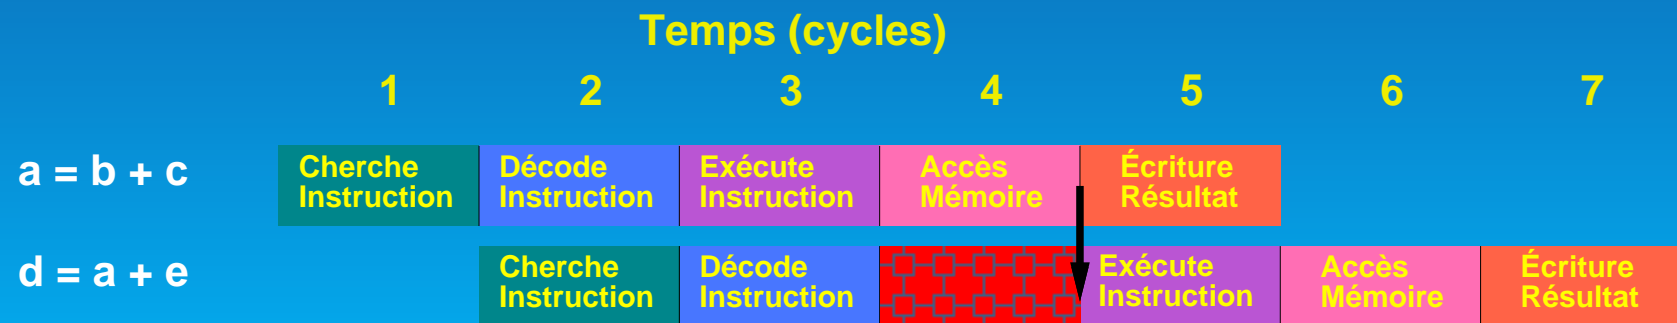 Temps (cycles)
1 2 3 4 5 6 7
a = b + c
Cherche
Instruction
Décode
Instruction
Exécute
Instruction
Accès
Mémoire
Écriture
Résultat
d = a + e
Cherche
Instruction
Décode
Instruction
Exécute
Instruction
Accès
Mémoire
Écriture
Résultat